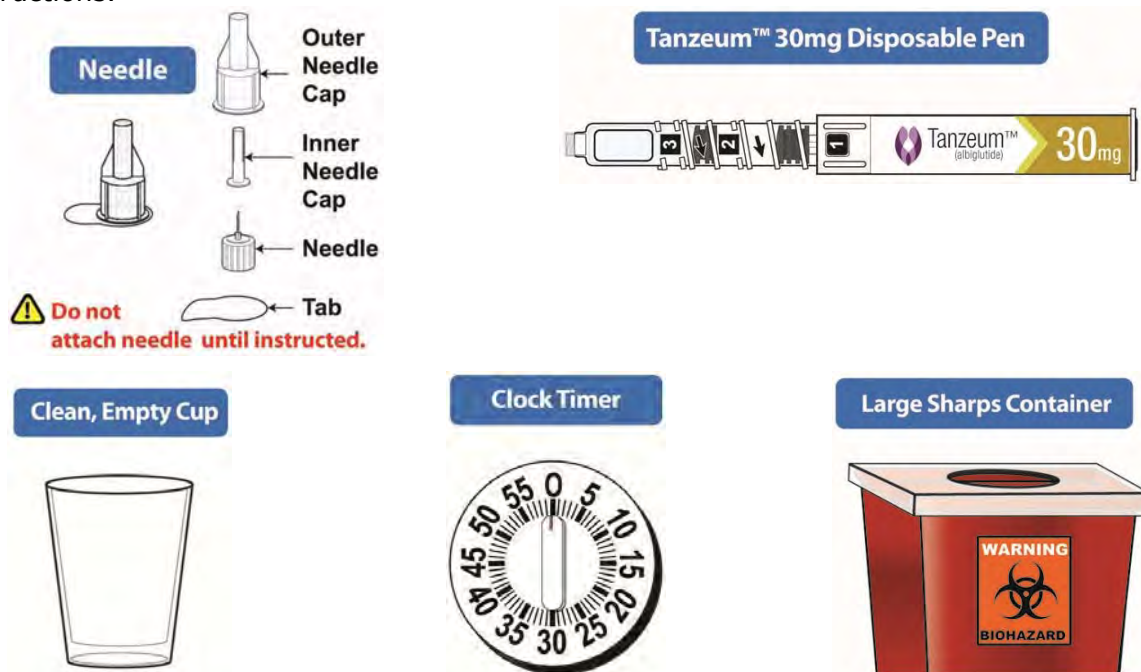 Needle
Outer
Needle
Cap
Inner
Needle
Cap
Needle
Tab
Do not
attach needle until instructed.
Tanzeum™ 30mg Disposable Pen
3
2
1
Tanzeum™
(albiglutide)
30mg
Clean, Empty Cup
Clock Timer
0
5
10
15
20
25
30
35
40
45
50
55
Large Sharps Container
WARNING
BIOHAZARD